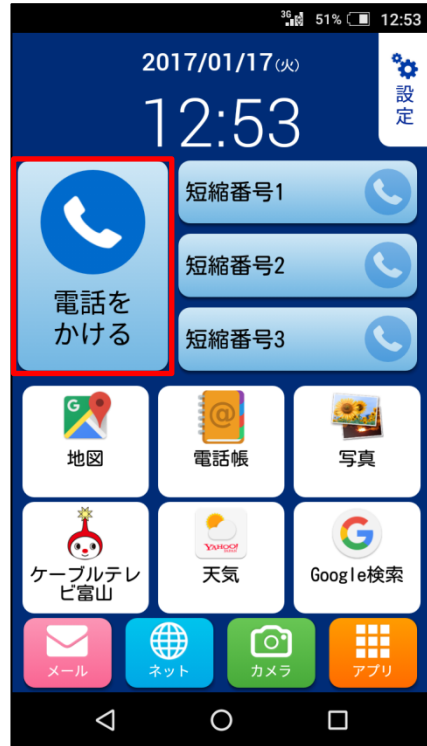 3G 51% 12:53
2017/01/17(火)
12:53
設定
電話を
かける
短縮番号1
短縮番号2
短縮番号3
G
地図
@
電話帳
写真
ケーブルテレ
ビ富山
YAHOO!
天気
G
Google検索
メール
ネット
カメラ
アプリ